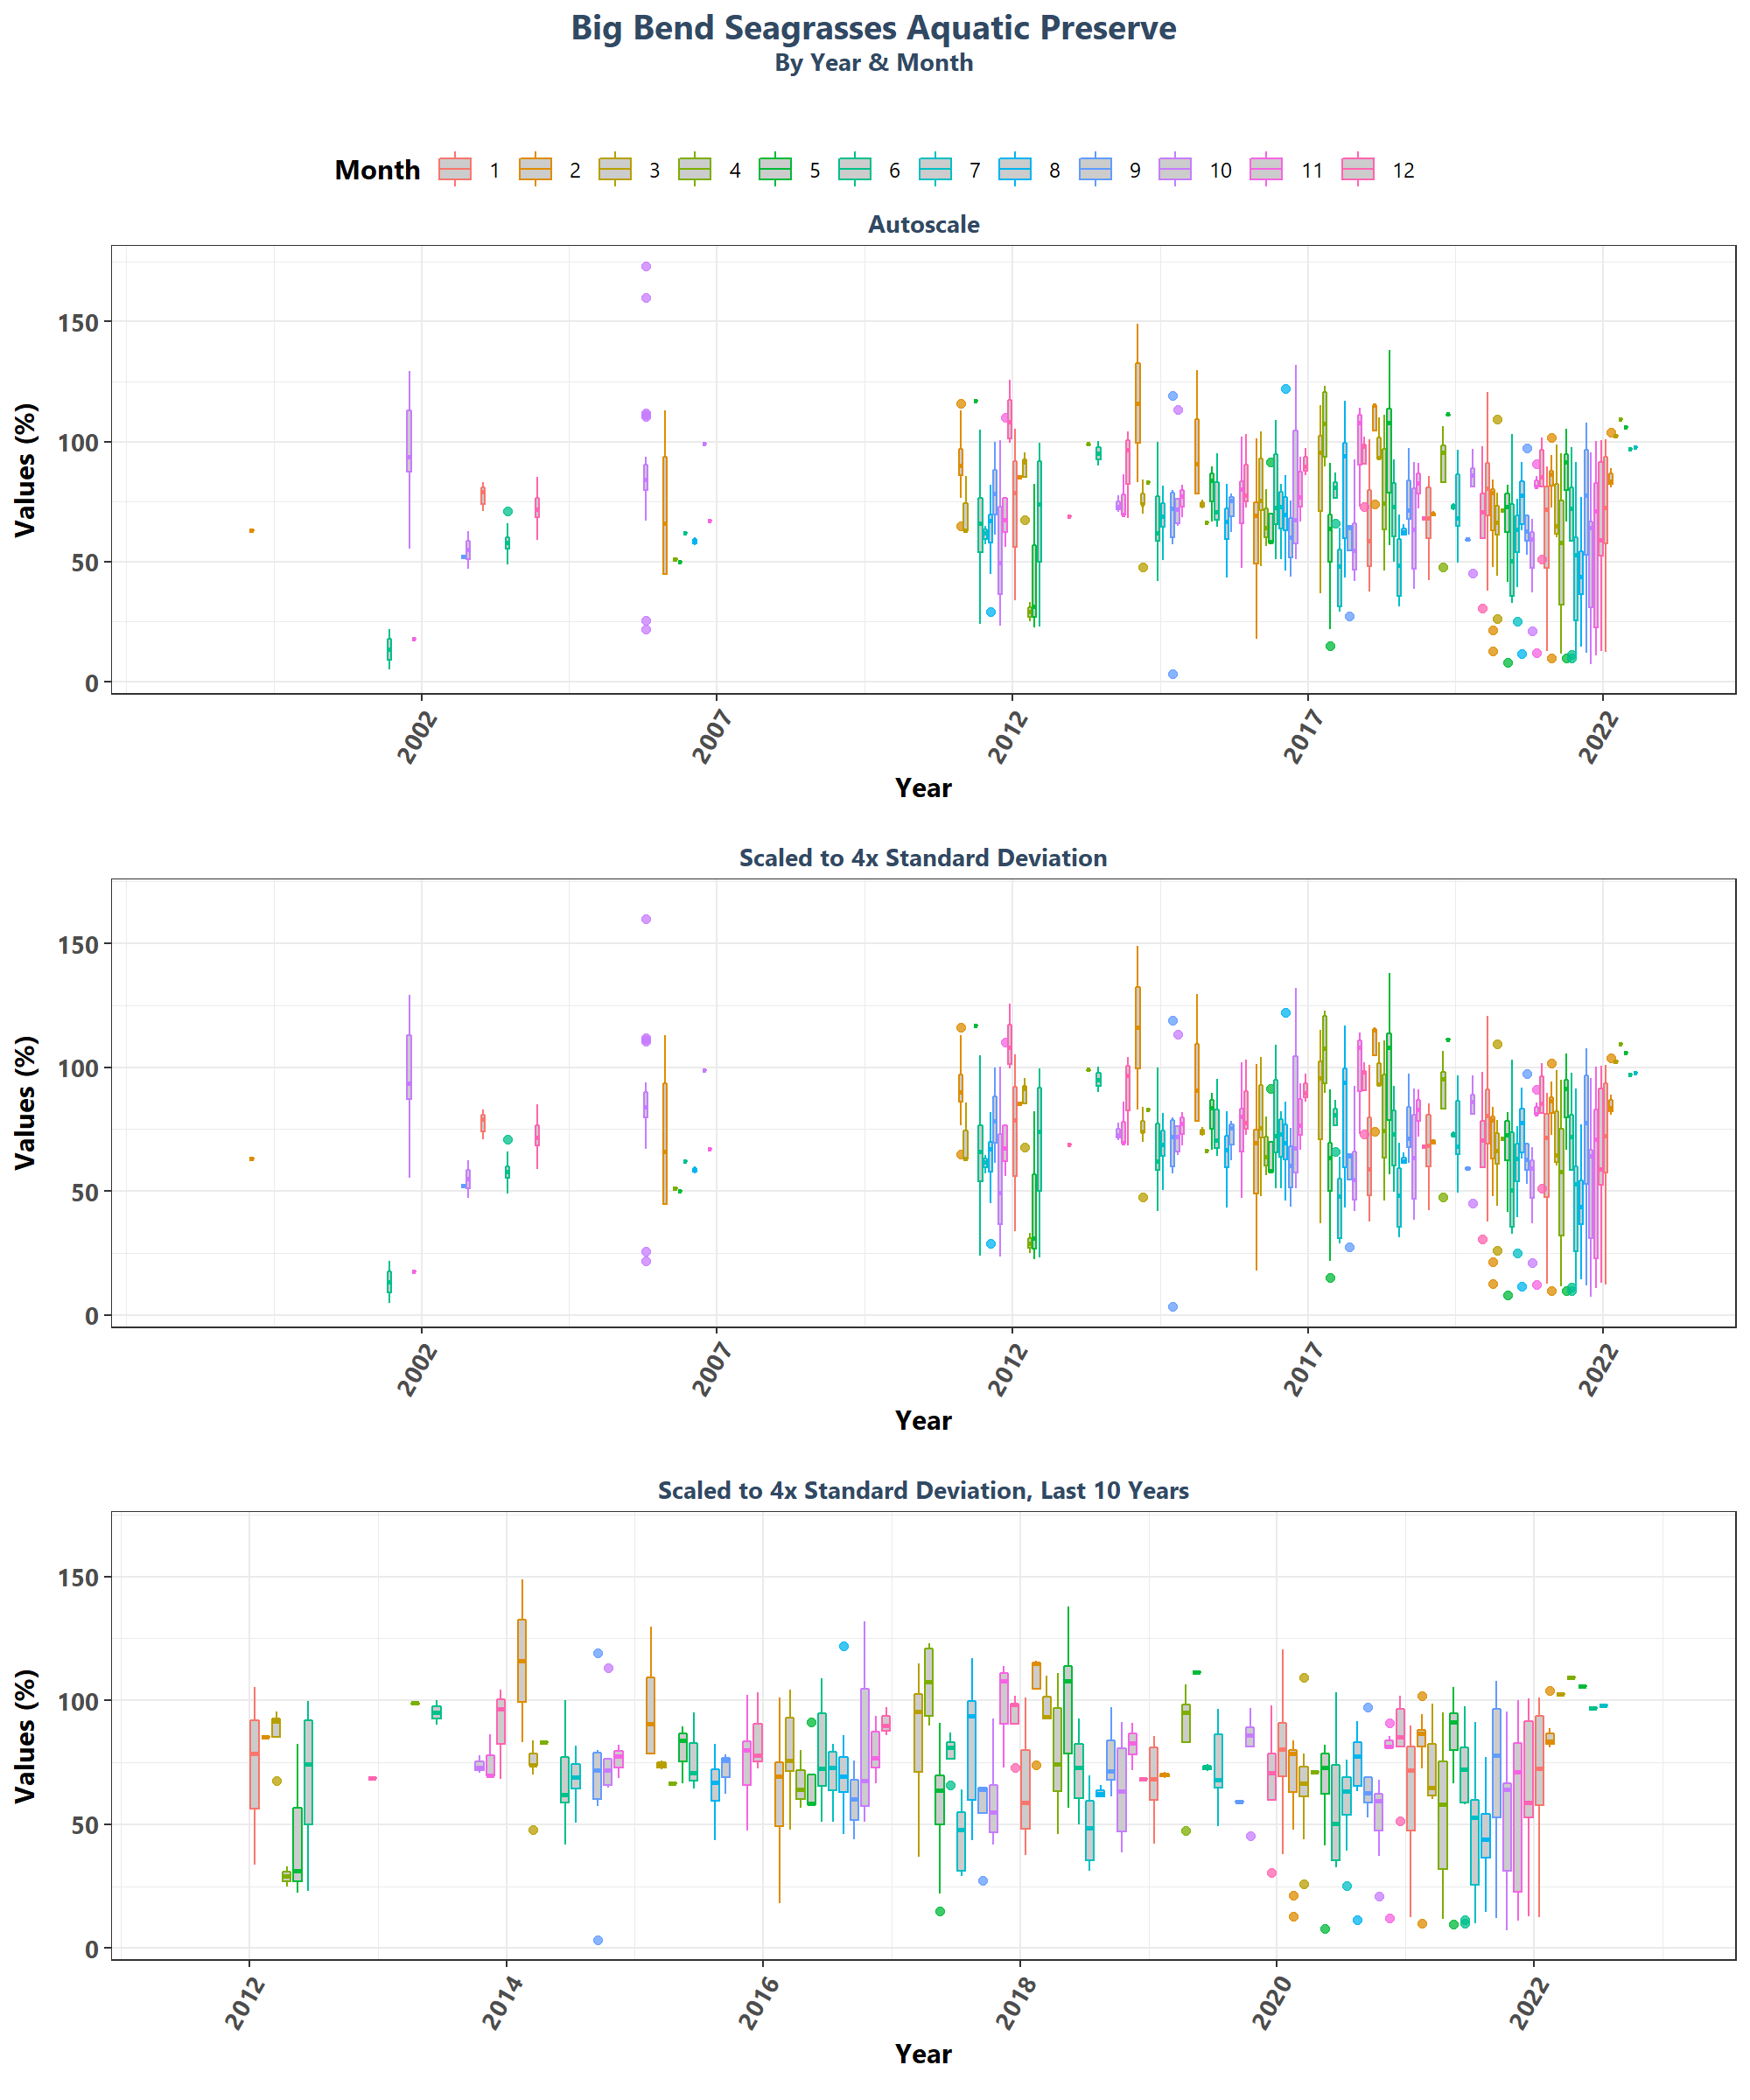 Big Bend Seagrasses Aquatic Preserve
By Year & Month
Month 1 2 3 4 5 6 7 8 9 10 11 12
Autoscale
Values (%)
150
100
50
0
2002 2007 2012 2017 2022
Year
Scaled to 4x Standard Deviation
Values (%)
150
100
50
0
2002 2007 2012 2017 2022
Year
Scaled to 4x Standard Deviation, Last 10 Years
Values (%)
150
100
50
0
2012 2014 2016 2018 2020 2022
Year